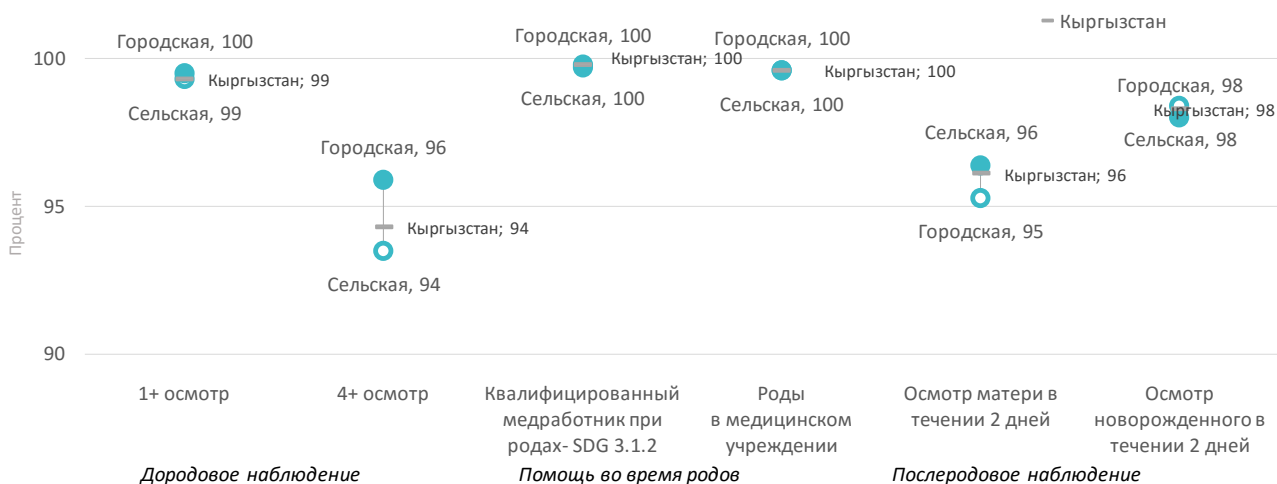 Кыргызстан
100
95
90
Процент
Городская, 100
Кыргызстан; 99
Сельская, 99
Городская, 96
Кыргызстан; 94
Сельская, 94
Городская, 100
Кыргызстан; 100
Сельская, 100
Городская, 100
Кыргызстан; 100
Сельская, 100
Сельская, 96
Кыргызстан; 96
Городская, 95
Городская, 98
Кыргызстан; 98
Сельская, 98
1+ осмотр
4+ осмотр
Квалифицированный
медработник при
родах- SDG 3.1.2
Роды
в медицинском
учреждении
Осмотр матери в
течении 2 дней
Осмотр
новорожденного в
течении 2 дней
Дородовое наблюдение
Помощь во время родов
Послеродовое наблюдение